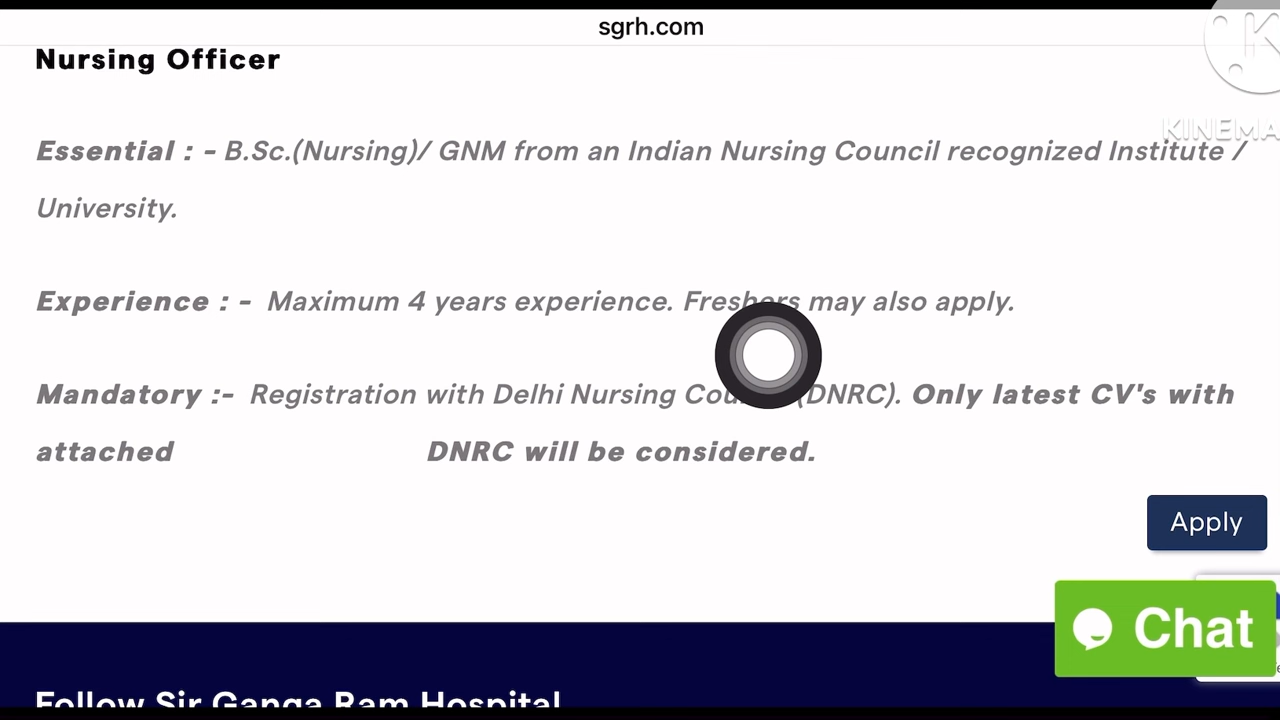 sgrh.com
Nursing Officer
KINEMA
Essential : - B.Sc.(Nursing)/ GNM from an Indian Nursing Council recognized Institute /
University.
Experience : - Maximum 4 years experience. Freshers may also apply.
Mandatory :- Registration with Delhi Nursing (DNRC). Only latest CV's with
attached DNRC will be considered.
Apply
Chat
Follow Sir Ganga Ram Hospital